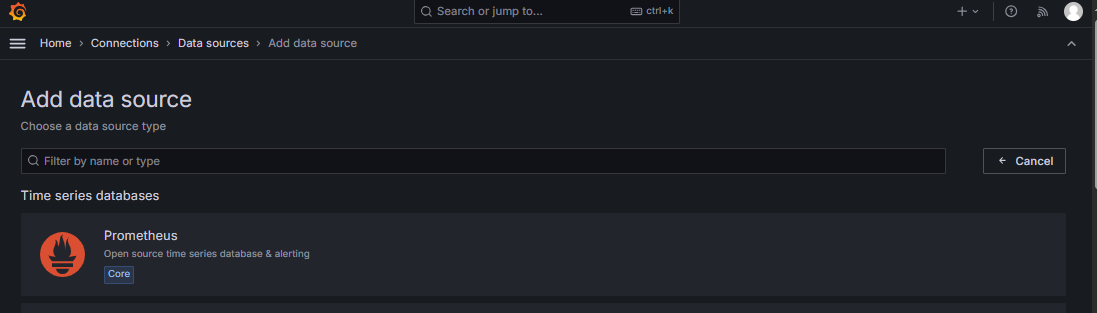 Search or jump to... ctrl+k
Home › Connections › Data sources › Add data source
Add data source
Choose a data source type
Filter by name or type
Cancel
Time series databases
Prometheus
Open source time series database & alerting
Core